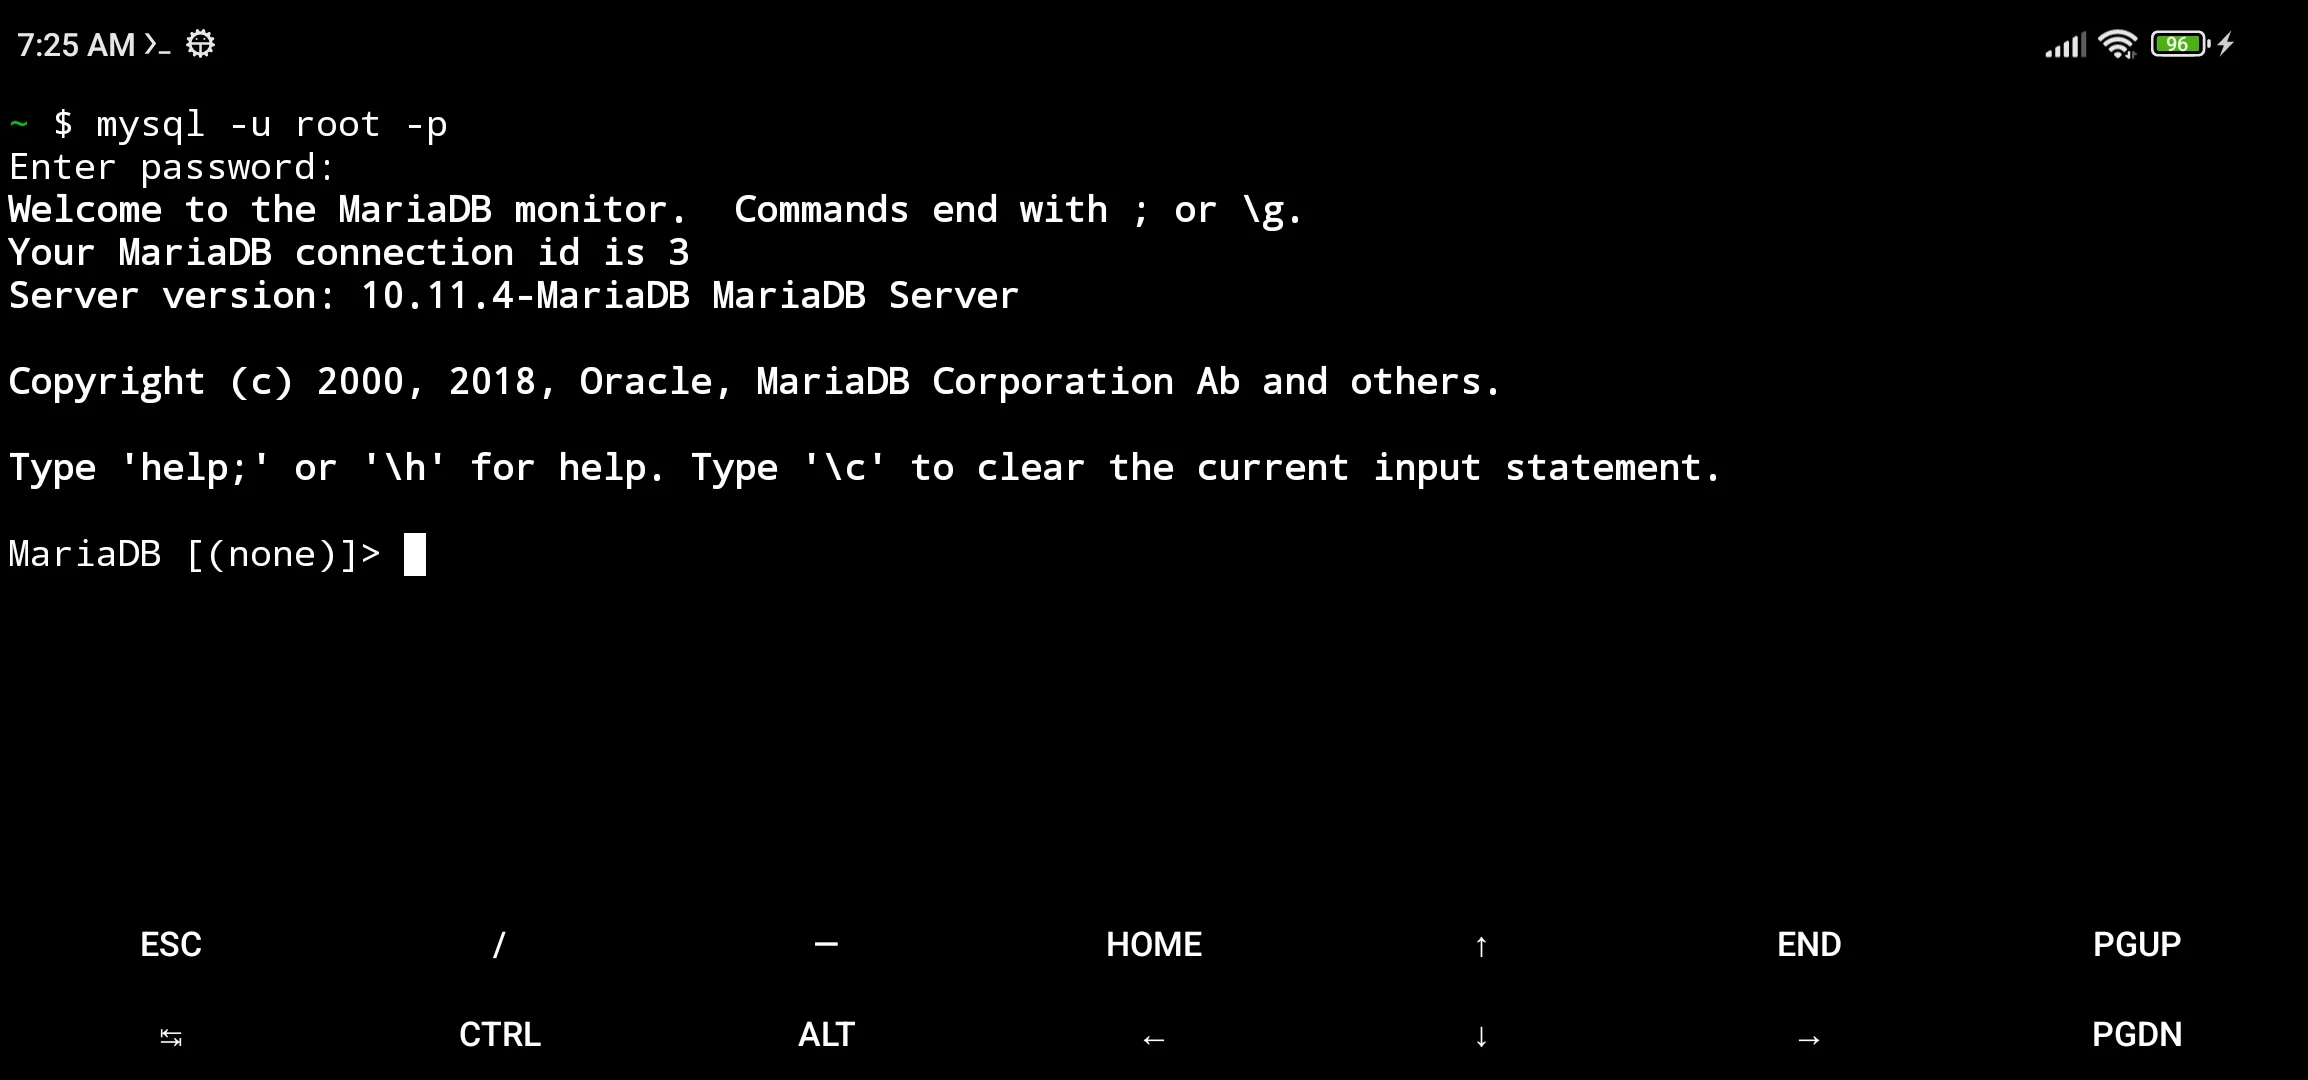 7:25 AM
96
~ $ mysql -u root -p
Enter password:
Welcome to the MariaDB monitor.  Commands end with ; or \g.
Your MariaDB connection id is 3
Server version: 10.11.4-MariaDB MariaDB Server
Copyright (c) 2000, 2018, Oracle, MariaDB Corporation Ab and others.
Type 'help;' or '\h' for help. Type '\c' to clear the current input statement.
MariaDB [(none)]>
ESC / — HOME ↑ END PGUP
↹ CTRL ALT ← ↓ → PGDN